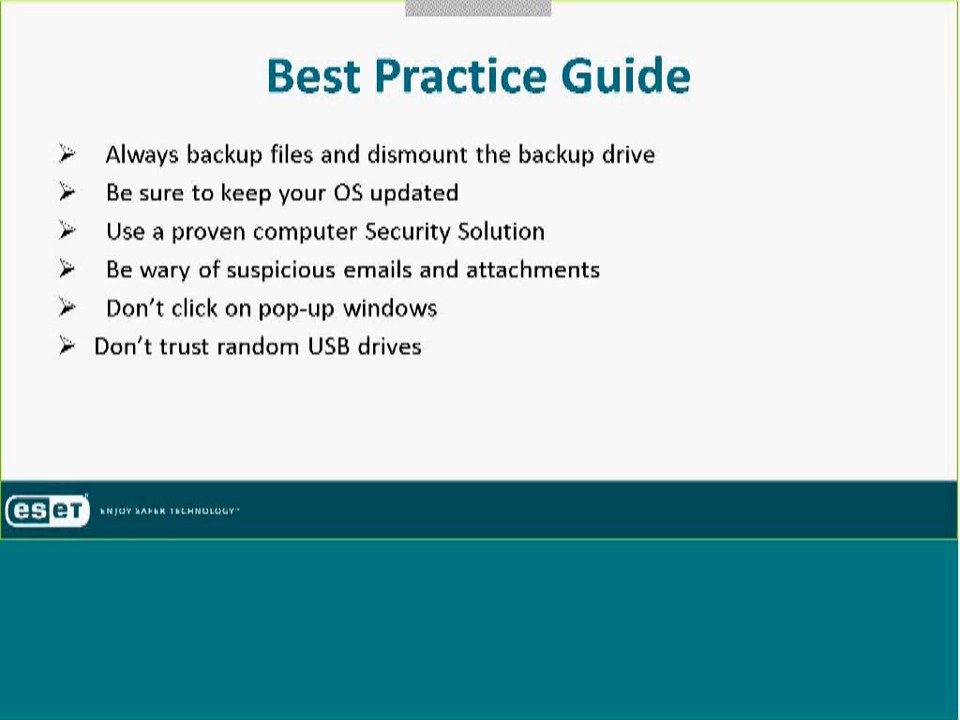 Best Practice Guide
Always backup files and dismount the backup drive
Be sure to keep your OS updated
Use a proven computer Security Solution
Be wary of suspicious emails and attachments
Don't click on pop-up windows
Don't trust random USB drives
eseT ENJOY SAFER TECHNOLOGY™